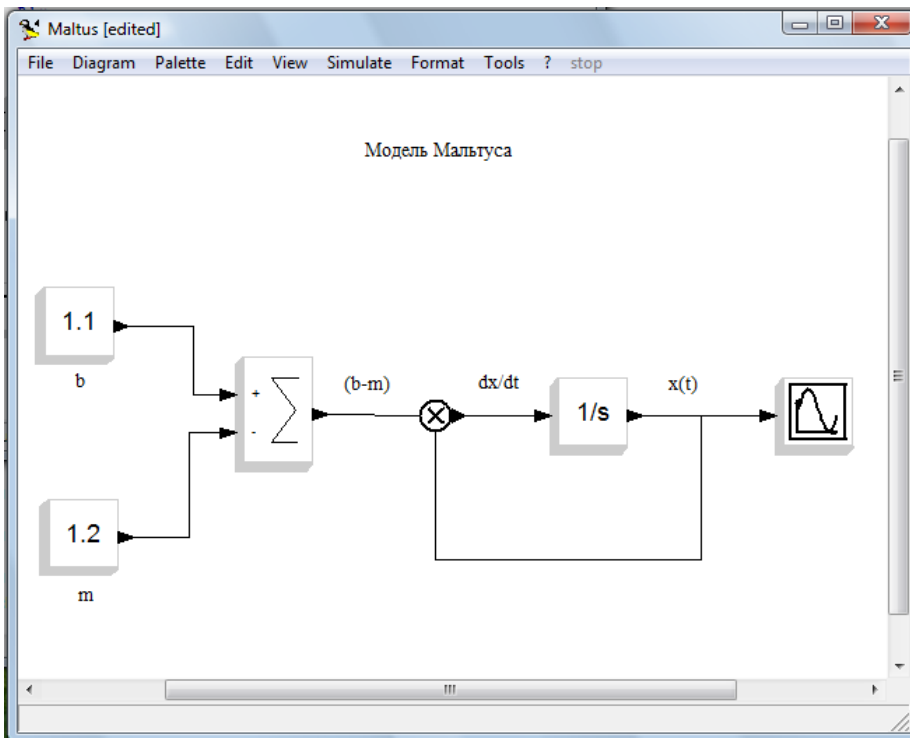 Maltus [edited]
File Diagram Palette Edit View Simulate Format Tools ? stop
Модель Мальтуса
1.1
b
+
-
(b-m)
dx/dt
1/s
x(t)
1.2
m